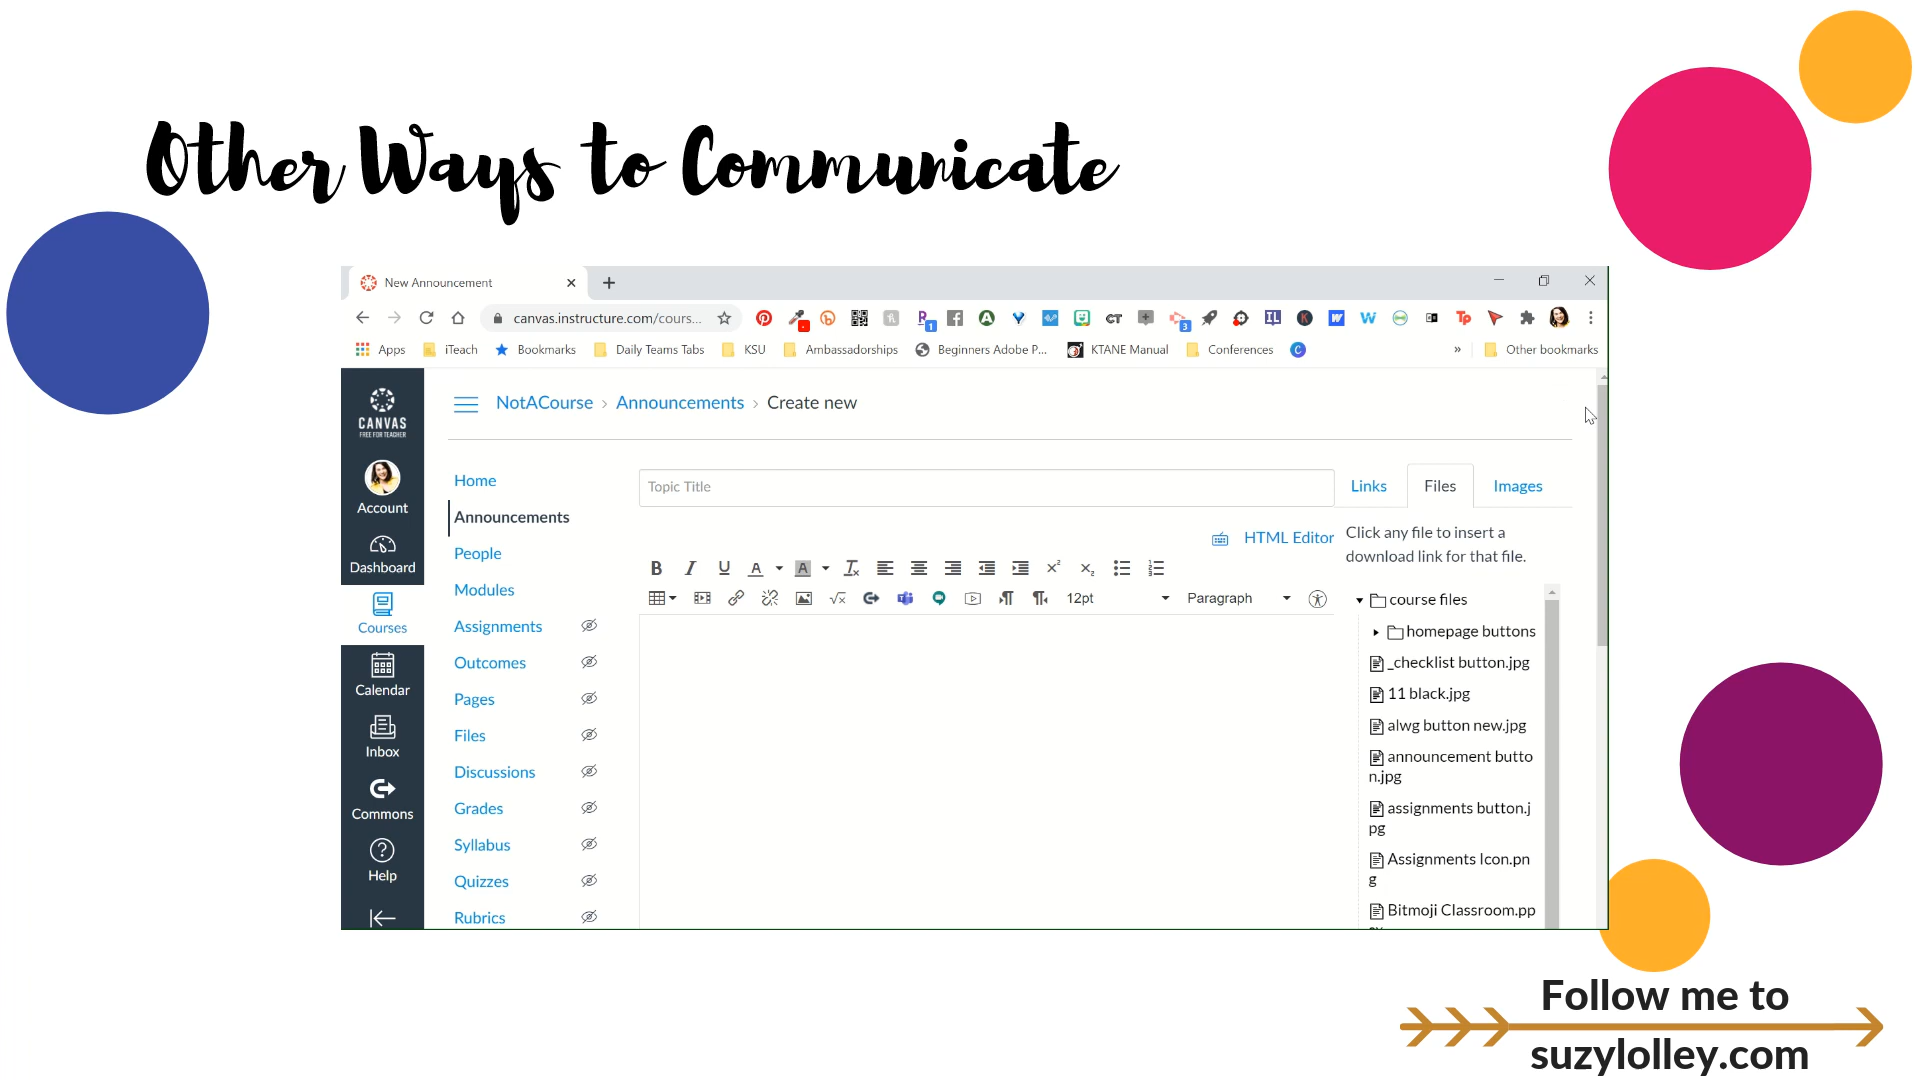 Other Ways to Communicate
New Announcement
canvas.instructure.com/cours...
Apps iTeach Bookmarks Daily Teams Tabs KSU Ambassadorships Beginners Adobe P... KTANE Manual Conferences » Other bookmarks
CANVAS
FREE FOR TEACHER
Account
Dashboard
Courses
Calendar
Inbox
Commons
Help
NotACourse › Announcements › Create new
Home
Announcements
People
Modules
Assignments
Outcomes
Pages
Files
Discussions
Grades
Syllabus
Quizzes
Rubrics
Topic Title
HTML Editor
12pt Paragraph
Links Files Images
Click any file to insert a
download link for that file.
course files
homepage buttons
_checklist button.jpg
11 black.jpg
alwg button new.jpg
announcement butto
n.jpg
assignments button.j
pg
Assignments Icon.pn
g
Bitmoji Classroom.pp
Follow me to
suzylolley.com